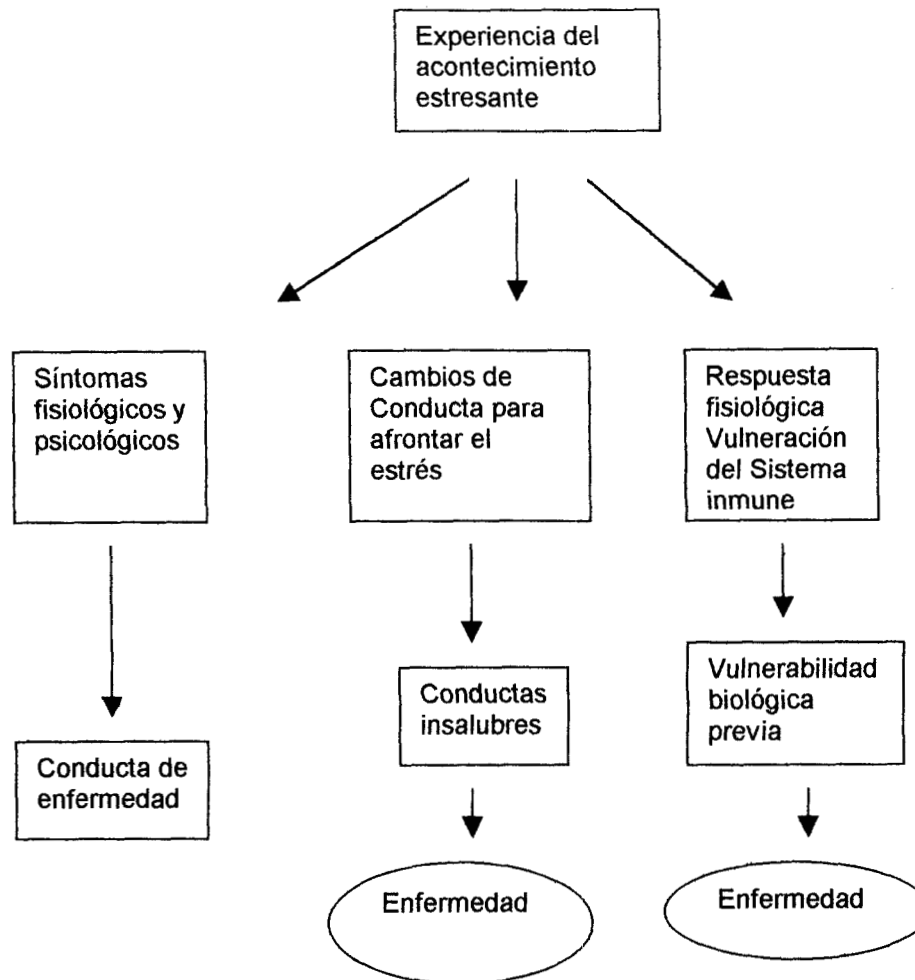 Experiencia del
acontecimiento
estresante
Síntomas
fisiológicos y
psicológicos
Cambios de
Conducta para
afrontar el
estrés
Respuesta
fisiológica
Vulneración
del Sistema
inmune
Conducta de
enfermedad
Conductas
insalubres
Vulnerabilidad
biológica
previa
Enfermedad
Enfermedad